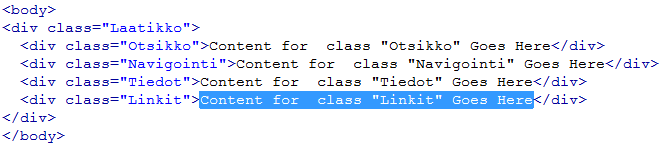 <body>
<div class="Laatikko">
  <div class="Otsikko">Content for  class "Otsikko" Goes Here</div>
  <div class="Navigointi">Content for  class "Navigointi" Goes Here</div>
  <div class="Tiedot">Content for  class "Tiedot" Goes Here</div>
  <div class="Linkit">Content for  class "Linkit" Goes Here</div>
</div>
</body>